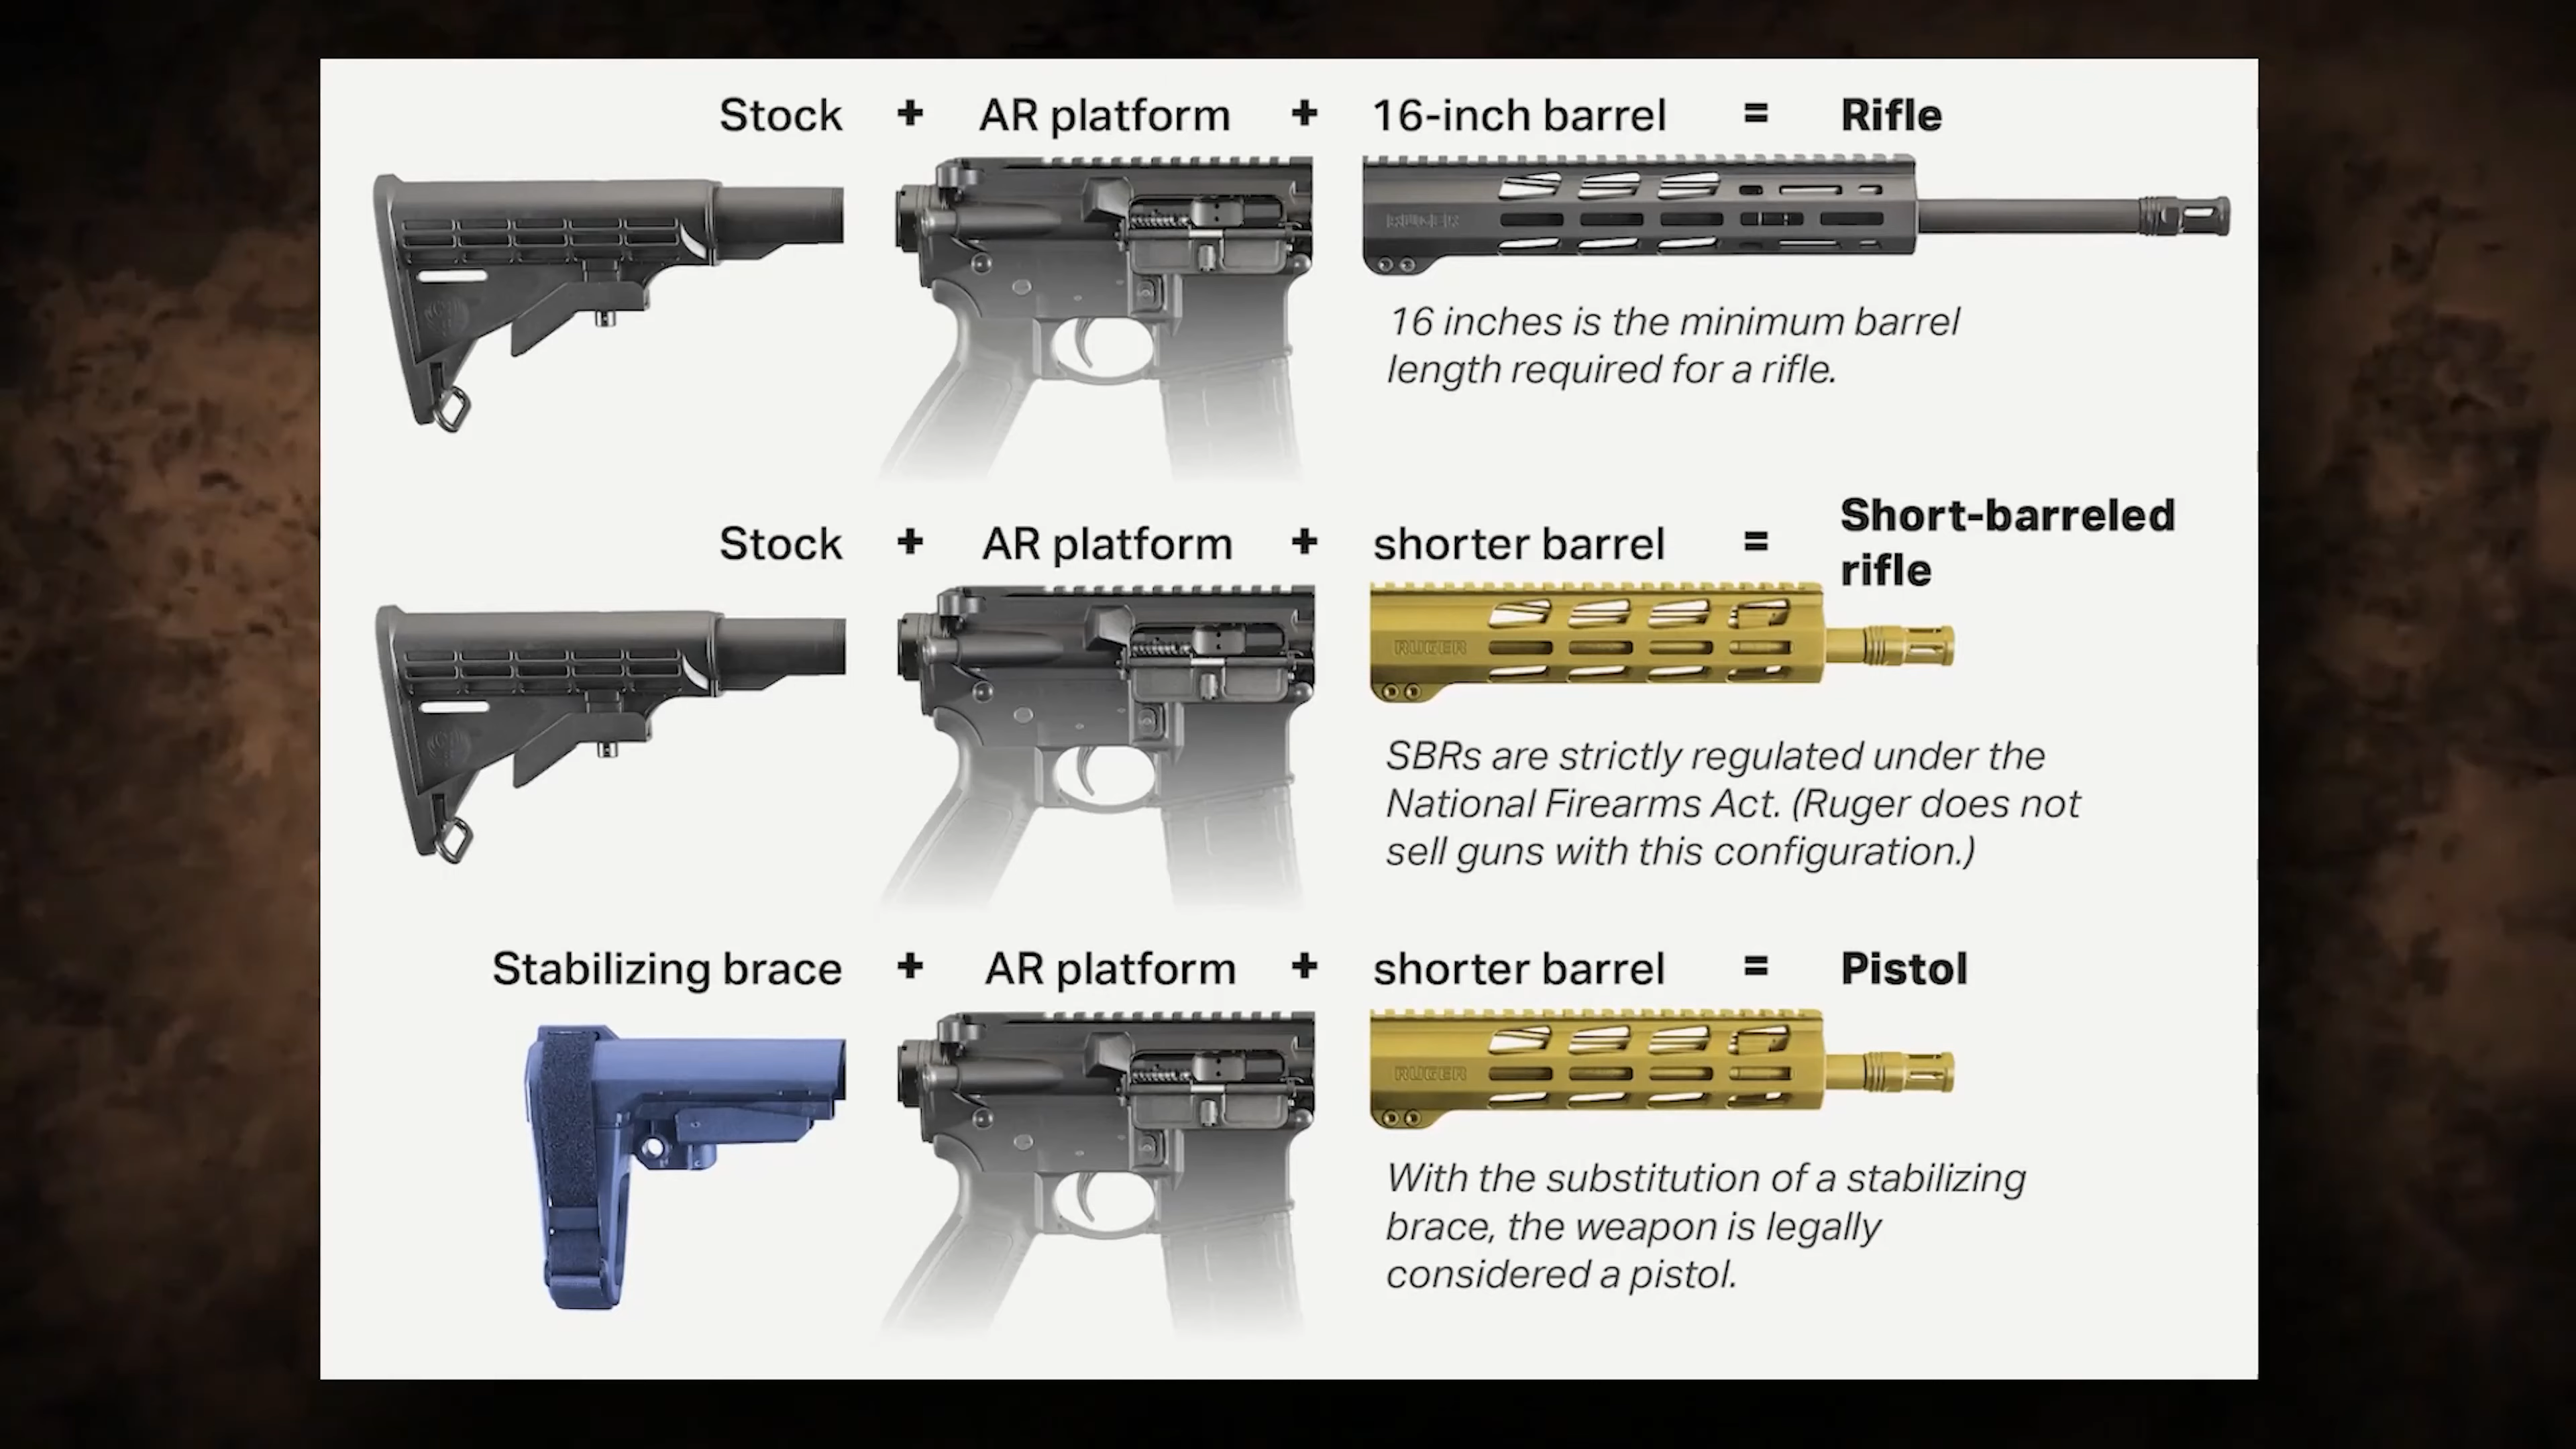 Stock + AR platform + 16-inch barrel = Rifle
RUGER
16 inches is the minimum barrel
length required for a rifle.
Stock + AR platform + shorter barrel = Short-barreled
rifle
RUGER
SBRs are strictly regulated under the
National Firearms Act. (Ruger does not
sell guns with this configuration.)
Stabilizing brace + AR platform + shorter barrel = Pistol
RUGER
With the substitution of a stabilizing
brace, the weapon is legally
considered a pistol.